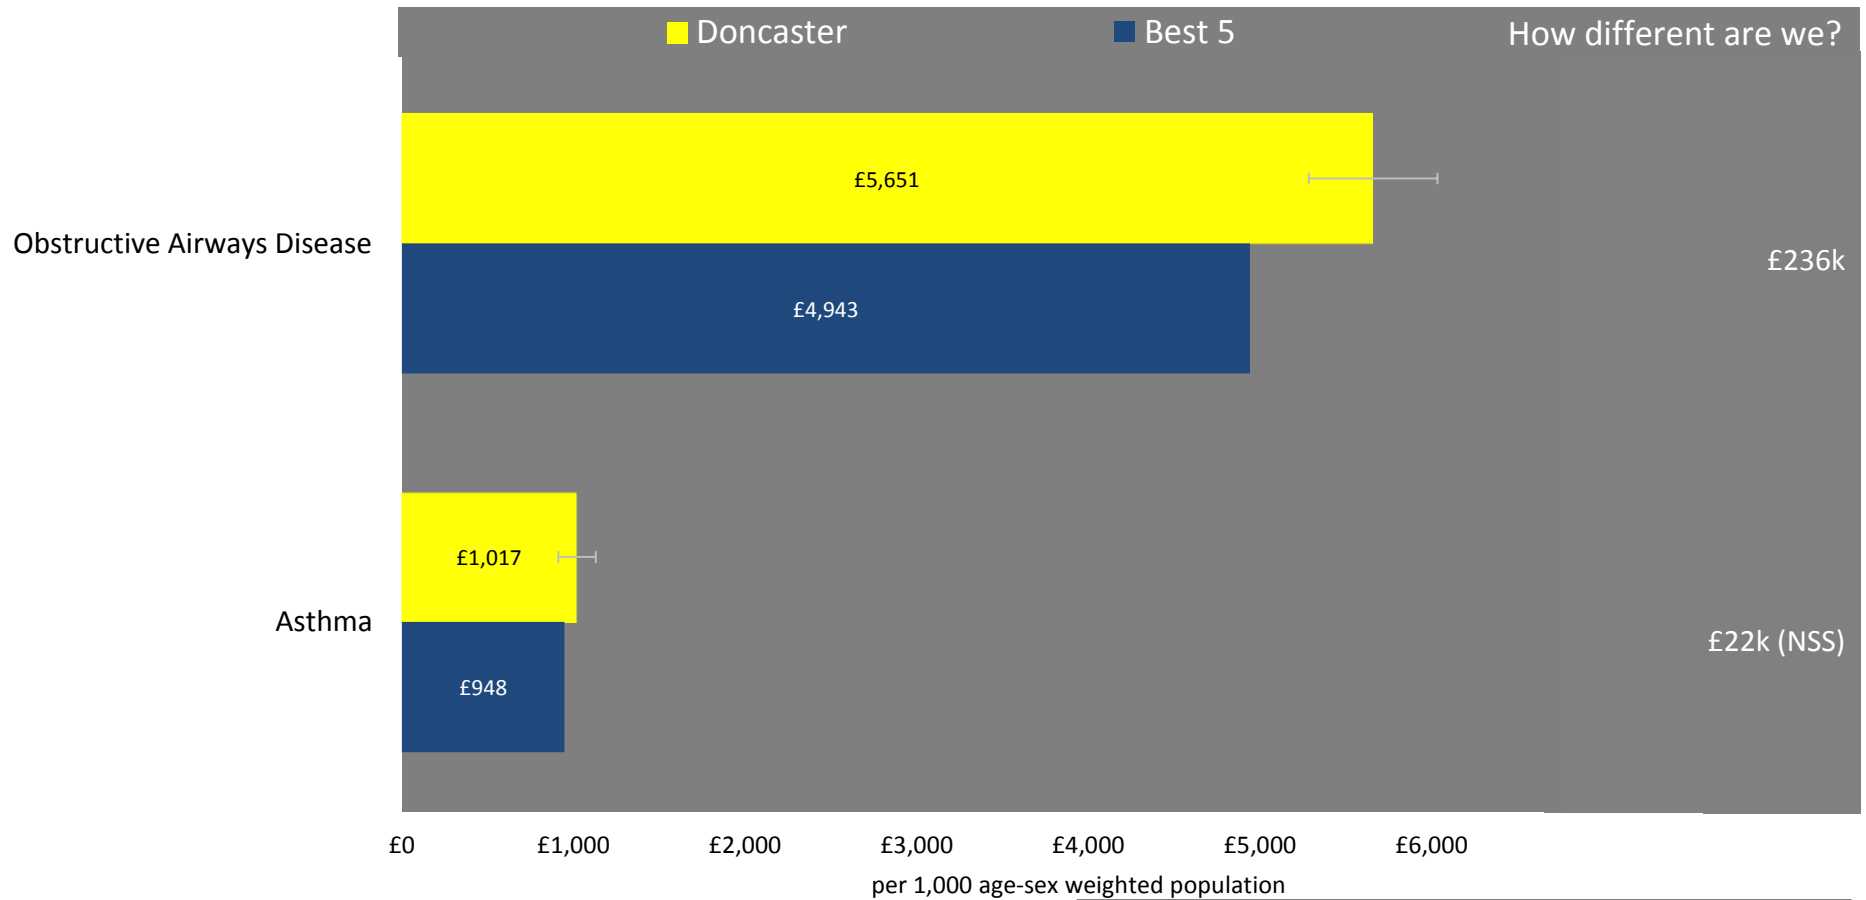 Doncaster Best 5 How different are we?
£5,651
Obstructive Airways Disease
£236k
£4,943
£1,017
Asthma
£22k (NSS)
£948
£0 £1,000 £2,000 £3,000 £4,000 £5,000 £6,000
per 1,000 age-sex weighted population